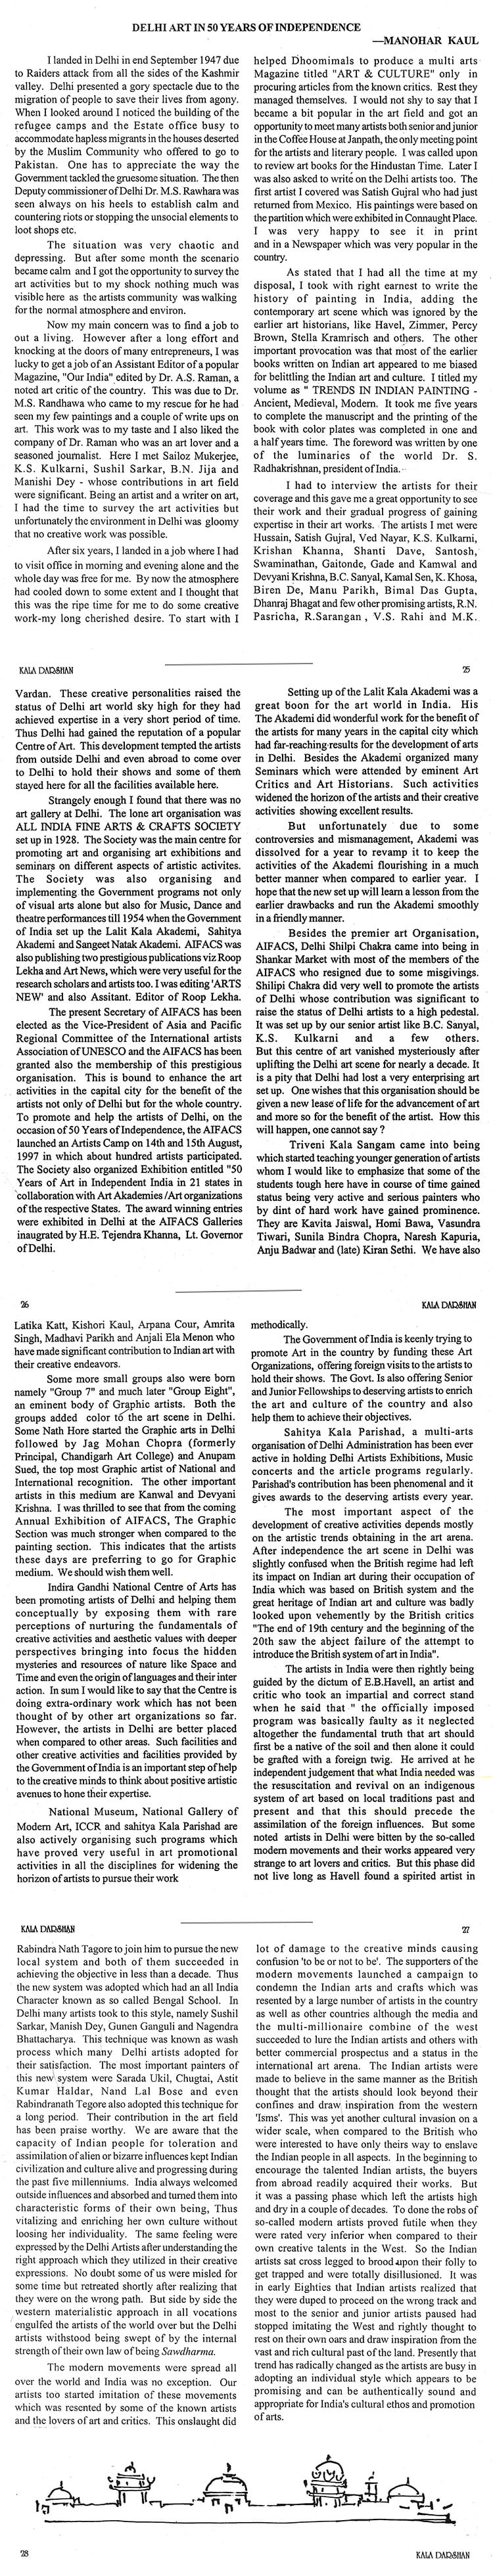 DELHI ART IN 50 YEARS OF INDEPENDENCE
—MANOHAR KAUL
I landed in Delhi in end September 1947 due
to Raiders attack from all the sides of the Kashmir
valley. Delhi presented a gory spectacle due to the
migration of people to save their lives from agony.
When I looked around I noticed the building of the
refugee camps and the Estate office busy to
accommodate hapless migrants in the houses deserted
by the Muslim Community who offered to go to
Pakistan. One has to appreciate the way the
Government tackled the gruesome situation. The then
Deputy commissioner of Delhi Dr. M.S. Rawhara was
seen always on his heels to establish calm and
countering riots or stopping the unsocial elements to
loot shops etc.
The situation was very chaotic and
depressing. But after some month the scenario
became calm and I got the opportunity to survey the
art activities but to my shock nothing much was
visible here as the artists community was walking
for the normal atmosphere and environ.
Now my main concern was to find a job to
out a living. However after a long effort and
knocking at the doors of many entrepreneurs, I was
lucky to get a job of an Assistant Editor of a popular
Magazine, "Our India" edited by Dr. A.S. Raman, a
noted art critic of the country. This was due to Dr.
M.S. Randhawa who came to my rescue for he had
seen my few paintings and a couple of write ups on
art. This work was to my taste and I also liked the
company of Dr. Raman who was an art lover and a
seasoned journalist. Here I met Sailoz Mukerjee,
K.S. Kulkarni, Sushil Sarkar, B.N. Jija and
Manishi Dey - whose contributions in art field
were significant. Being an artist and a writer on art,
I had the time to survey the art activities but
unfortunately the environment in Delhi was gloomy
that no creative work was possible.
After six years, I landed in a job where I had
to visit office in morning and evening alone and the
whole day was free for me. By now the atmosphere
had cooled down to some extent and I thought that
this was the ripe time for me to do some creative
work-my long cherished desire. To start with I
helped Dhoomimals to produce a multi arts
Magazine titled "ART & CULTURE" only in
procuring articles from the known critics. Rest they
managed themselves. I would not shy to say that I
became a bit popular in the art field and got an
opportunity to meet many artists both senior and junior
in the Coffee House at Janpath, the only meeting point
for the artists and literary people. I was called upon
to review art books for the Hindustan Time. Later I
was also asked to write on the Delhi artists too. The
first artist I covered was Satish Gujral who had just
returned from Mexico. His paintings were based on
the partition which were exhibited in Connaught Place.
I was very happy to see it in print
and in a Newspaper which was very popular in the
country.
As stated that I had all the time at my
disposal, I took with right earnest to write the
history of painting in India, adding the
contemporary art scene which was ignored by the
earlier art historians, like Havel, Zimmer, Percy
Brown, Stella Kramrisch and others. The other
important provocation was that most of the earlier
books written on Indian art appeared to me biased
for belittling the Indian art and culture. I titled my
volume as " TRENDS IN INDIAN PAINTING -
Ancient, Medieval, Modern. It took me five years
to complete the manuscript and the printing of the
book with color plates was completed in one and
a half years time. The foreword was written by one
of the luminaries of the world Dr. S.
Radhakrishnan, president of India.
I had to interview the artists for their
coverage and this gave me a great opportunity to see
their work and their gradual progress of gaining
expertise in their art works. The artists I met were
Hussain, Satish Gujral, Ved Nayar, K.S. Kulkarni,
Krishan Khanna, Shanti Dave, Santosh,
Swaminathan, Gaitonde, Gade and Kamwal and
Devyani Krishna, B.C. Sanyal, Kamal Sen, K. Khosa,
Biren De, Manu Parikh, Bimal Das Gupta,
Dhanraj Bhagat and few other promising artists, R.N.
Pasricha, R.Sarangan , V.S. Rahi and M.K.
KALA DARSHAN
25
Vardan. These creative personalities raised the
status of Delhi art world sky high for they had
achieved expertise in a very short period of time.
Thus Delhi had gained the reputation of a popular
Centre of Art. This development tempted the artists
from outside Delhi and even abroad to come over
to Delhi to hold their shows and some of them
stayed here for all the facilities available here.
Strangely enough I found that there was no
art gallery at Delhi. The lone art organisation was
ALL INDIA FINE ARTS & CRAFTS SOCIETY
set up in 1928. The Society was the main centre for
promoting art and organising art exhibitions and
seminars on different aspects of artistic activites.
The Society was also organising and
implementing the Government programs not only
of visual arts alone but also for Music, Dance and
theatre performances till 1954 when the Government
of India set up the Lalit Kala Akademi, Sahitya
Akademi and Sangeet Natak Akademi. AIFACS was
also publishing two prestigious publications viz Roop
Lekha and Art News, which were very useful for the
research scholars and artists too. I was editing 'ARTS
NEW' and also Assitant. Editor of Roop Lekha.
The present Secretary of AIFACS has been
elected as the Vice-President of Asia and Pacific
Regional Committee of the International artists
Association of UNESCO and the AIFACS has been
granted also the membership of this prestigious
organisation. This is bound to enhance the art
activities in the capital city for the benefit of the
artists not only of Delhi but for the whole country.
To promote and help the artists of Delhi, on the
occasion of 50 Years of Independence, the AIFACS
launched an Artists Camp on 14th and 15th August,
1997 in which about hundred artists participated.
The Society also organized Exhibition entitled "50
Years of Art in Independent India in 21 states in
collaboration with Art Akademies /Art organizations
of the respective States. The award winning entries
were exhibited in Delhi at the AIFACS Galleries
inaugrated by H.E. Tejendra Khanna, Lt. Governor
of Delhi.
Setting up of the Lalit Kala Akademi was a
great boon for the art world in India. His
The Akademi did wonderful work for the benefit of
the artists for many years in the capital city which
had far-reaching results for the development of arts
in Delhi. Besides the Akademi organized many
Seminars which were attended by eminent Art
Critics and Art Historians. Such activities
widened the horizon of the artists and their creative
activities showing excellent results.
But unfortunately due to some
controversies and mismanagement, Akademi was
dissolved for a year to revamp it to keep the
activities of the Akademi flourishing in a much
better manner when compared to earlier year. I
hope that the new set up will learn a lesson from the
earlier drawbacks and run the Akademi smoothly
in a friendly manner.
Besides the premier art Organisation,
AIFACS, Delhi Shilpi Chakra came into being in
Shankar Market with most of the members of the
AIFACS who resigned due to some misgivings.
Shilipi Chakra did very well to promote the artists
of Delhi whose contribution was significant to
raise the status of Delhi artists to a high pedestal.
It was set up by our senior artist like B.C. Sanyal,
K.S. Kulkarni and a few others.
But this centre of art vanished mysteriously after
uplifting the Delhi art scene for nearly a decade. It
is a pity that Delhi had lost a very enterprising art
set up. One wishes that this organisation should be
given a new lease of life for the advancement of art
and more so for the benefit of the artist. How this
will happen, one cannot say ?
Triveni Kala Sangam came into being
which started teaching younger generation of artists
whom I would like to emphasize that some of the
students tough here have in course of time gained
status being very active and serious painters who
by dint of hard work have gained prominence.
They are Kavita Jaiswal, Homi Bawa, Vasundra
Tiwari, Sunila Bindra Chopra, Naresh Kapuria,
Anju Badwar and (late) Kiran Sethi. We have also
26
KALA DARSHAN
Latika Katt, Kishori Kaul, Arpana Cour, Amrita
Singh, Madhavi Parikh and Anjali Ela Menon who
have made significant contribution to Indian art with
their creative endeavors.
Some more small groups also were born
namely "Group 7" and much later "Group Eight",
an eminent body of Graphic artists. Both the
groups added color to the art scene in Delhi.
Some Nath Hore started the Graphic arts in Delhi
followed by Jag Mohan Chopra (formerly
Principal, Chandigarh Art College) and Anupam
Sued, the top most Graphic artist of National and
International recognition. The other important
artists in this medium are Kanwal and Devyani
Krishna. I was thrilled to see that from the coming
Annual Exhibition of AIFACS, The Graphic
Section was much stronger when compared to the
painting section. This indicates that the artists
these days are preferring to go for Graphic
medium. We should wish them well.
Indira Gandhi National Centre of Arts has
been promoting artists of Delhi and helping them
conceptually by exposing them with rare
perceptions of nurturing the fundamentals of
creative activities and aesthetic values with deeper
perspectives bringing into focus the hidden
mysteries and resources of nature like Space and
Time and even the origin of languages and their inter
action. In sum I would like to say that the Centre is
doing extra-ordinary work which has not been
thought of by other art organizations so far.
However, the artists in Delhi are better placed
when compared to other areas. Such facilities and
other creative activities and facilities provided by
the Government of India is an important step of help
to the creative minds to think about positive artistic
avenues to hone their expertise.
National Museum, National Gallery of
Modern Art, ICCR and sahitya Kala Parishad are
also actively organising such programs which
have proved very useful in art promotional
activities in all the disciplines for widening the
horizon of artists to pursue their work
methodically.
The Government of India is keenly trying to
promote Art in the country by funding these Art
Organizations, offering foreign visits to the artists to
hold their shows. The Govt. Is also offering Senior
and Junior Fellowships to deserving artists to enrich
the art and culture of the country and also
help them to achieve their objectives.
Sahitya Kala Parishad, a multi-arts
organisation of Delhi Administration has been ever
active in holding Delhi Artists Exhibitions, Music
concerts and the article programs regularly.
Parishad's contribution has been phenomenal and it
gives awards to the deserving artists every year.
The most important aspect of the
development of creative activities depends mostly
on the artistic trends obtaining in the art arena.
After independence the art scene in Delhi was
slightly confused when the British regime had left
its impact on Indian art during their occupation of
India which was based on British system and the
great heritage of Indian art and culture was badly
looked upon vehemently by the British critics
"The end of 19th century and the beginning of the
20th saw the abject failure of the attempt to
introduce the British system of art in India".
The artists in India were then rightly being
guided by the dictum of E.B.Havell, an artist and
critic who took an impartial and correct stand
when he said that " the officially imposed
program was basically faulty as it neglected
altogether the fundamental truth that art should
first be a native of the soil and then alone it could
be grafted with a foreign twig. He arrived at he
independent judgement that what India needed was
the resuscitation and revival on an indigenous
system of art based on local traditions past and
present and that this should precede the
assimilation of the foreign influences. But some
noted artists in Delhi were bitten by the so-called
modern movements and their works appeared very
strange to art lovers and critics. But this phase did
not live long as Havell found a spirited artist in
KALA DARSHAN
27
Rabindra Nath Tagore to join him to pursue the new
local system and both of them succeeded in
achieving the objective in less than a decade. Thus
the new system was adopted which had an all India
Character known as so called Bengal School. In
Delhi many artists took to this style, namely Sushil
Sarkar, Manish Dey, Gunen Ganguli and Nagendra
Bhattacharya. This technique was known as wash
process which many Delhi artists adopted for
their satisfaction. The most important painters of
this new system were Sarada Ukil, Chugtai, Astit
Kumar Haldar, Nand Lal Bose and even
Rabindranath Tegore also adopted this technique for
a long period. Their contribution in the art field
has been praise worthy. We are aware that the
capacity of Indian people for toleration and
assimilation of alien or bizarre influences kept Indian
civilization and culture alive and progressing during
the past five millenniums. India always welcomed
outside influences and absorbed and turned them into
characteristic forms of their own being, Thus
vitalizing and enriching her own culture without
loosing her individuality. The same feeling were
expressed by the Delhi Artists after understanding the
right approach which they utilized in their creative
expressions. No doubt some of us were misled for
some time but retreated shortly after realizing that
they were on the wrong path. But side by side the
western materialistic approach in all vocations
engulfed the artists of the world over but the Delhi
artists withstood being swept of by the internal
strength of their own law of being Sawdharma.
The modern movements were spread all
over the world and India was no exception. Our
artists too started imitation of these movements
which was resented by some of the known artists
and the lovers of art and critics. This onslaught did
lot of damage to the creative minds causing
confusion 'to be or not to be'. The supporters of the
modern movements launched a campaign to
condemn the Indian arts and crafts which was
resented by a large number of artists in the country
as well as other countries although the media and
the multi-millionaire combine of the west
succeeded to lure the Indian artists and others with
better commercial prospectus and a status in the
international art arena. The Indian artists were
made to believe in the same manner as the British
thought that the artists should look beyond their
confines and draw inspiration from the western
'Isms'. This was yet another cultural invasion on a
wider scale, when compared to the British who
were interested to have only theirs way to enslave
the Indian people in all aspects. In the beginning to
encourage the talented Indian artists, the buyers
from abroad readily acquired their works. But
it was a passing phase which left the artists high
and dry in a couple of decades. To done the robs of
so-called modern artists proved futile when they
were rated very inferior when compared to their
own creative talents in the West. So the Indian
artists sat cross legged to brood upon their folly to
get trapped and were totally disillusioned. It was
in early Eighties that Indian artists realized that
they were duped to proceed on the wrong track and
most to the senior and junior artists paused had
stopped imitating the West and rightly thought to
rest on their own oars and draw inspiration from the
vast and rich cultural past of the land. Presently that
trend has radically changed as the artists are busy in
adopting an individual style which appears to be
promising and can be authentically sound and
appropriate for India's cultural ethos and promotion
of arts.
28
KALA DARSHAN